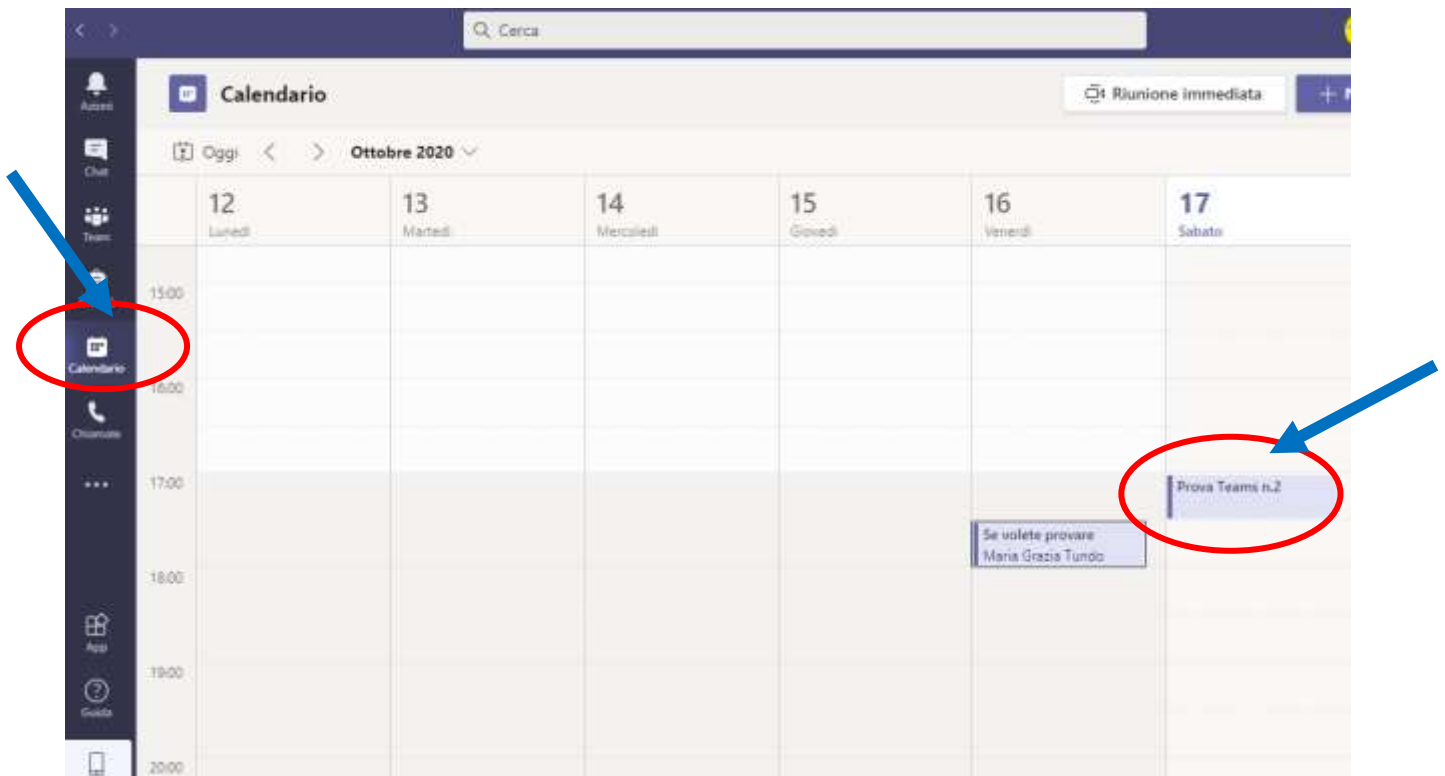 Cerca
Calendario
Riunione immediata
Chat
Oggi
Ottobre 2020
Team
12
13
14
15
16
17
Lunedì
Martedì
Mercoledì
Giovedì
Venerdì
Sabato
15:00
Calendario
16:00
Chiamate
17:00
Prova Teams n.2
Se volete provare
Maria Grazia Tundo
18:00
App
19:00
Guida
20:00